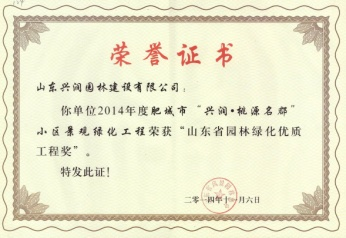 荣誉证书
山东兴润园林建设有限公司：
你单位2014年度肥城市“兴润·桃源名郡”
小区景观绿化工程荣获“山东省园林绿化优质
工程奖”。
特发此证！
二〇一四年十一月六日